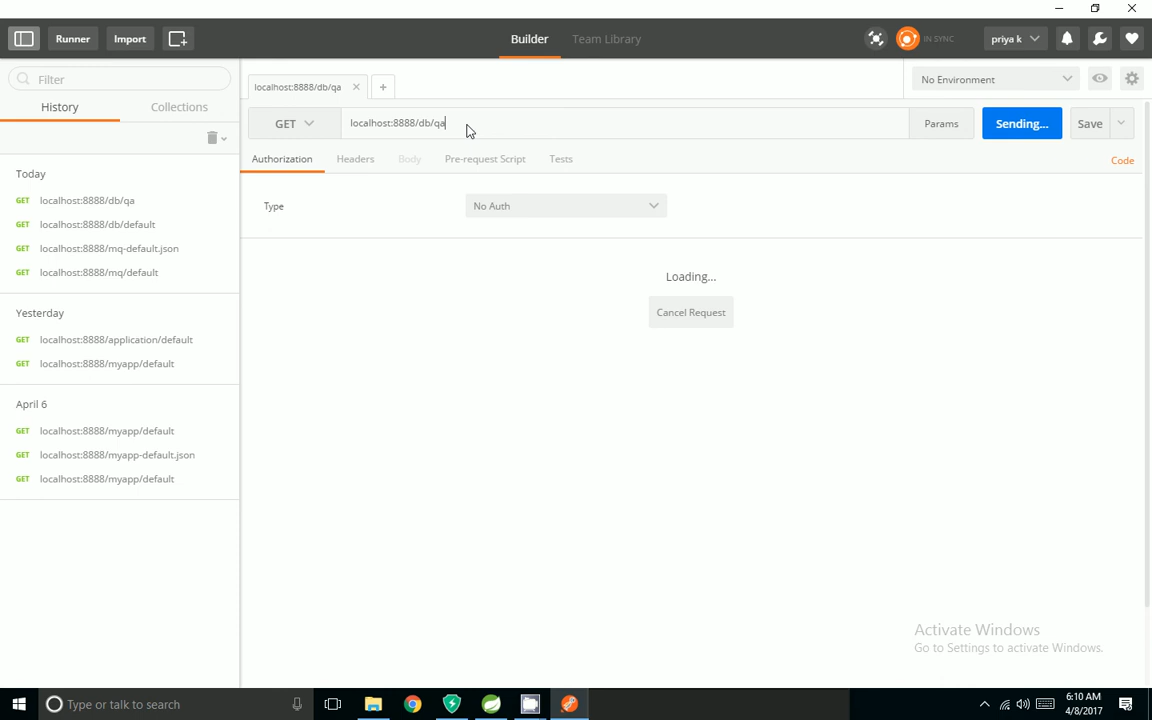 Runner
Import
Builder
Team Library
IN SYNC
priya k
Filter
History
Collections
Today
GET localhost:8888/db/qa
GET localhost:8888/db/default
GET localhost:8888/mq-default.json
GET localhost:8888/mq/default
Yesterday
GET localhost:8888/application/default
GET localhost:8888/myapp/default
April 6
GET localhost:8888/myapp/default
GET localhost:8888/myapp-default.json
GET localhost:8888/myapp/default
localhost:8888/db/qa
No Environment
GET
localhost:8888/db/qa
Params
Sending...
Save
Authorization
Headers
Body
Pre-request Script
Tests
Code
Type
No Auth
Loading...
Cancel Request
Activate Windows
Go to Settings to activate Windows.
Type or talk to search
6:10 AM
4/8/2017